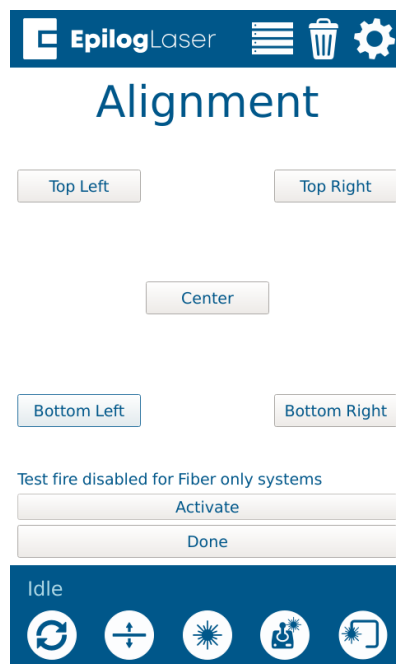 EpilogLaser
Alignment
Top Left Top Right
Center
Bottom Left Bottom Right
Test fire disabled for Fiber only systems
Activate
Done
Idle